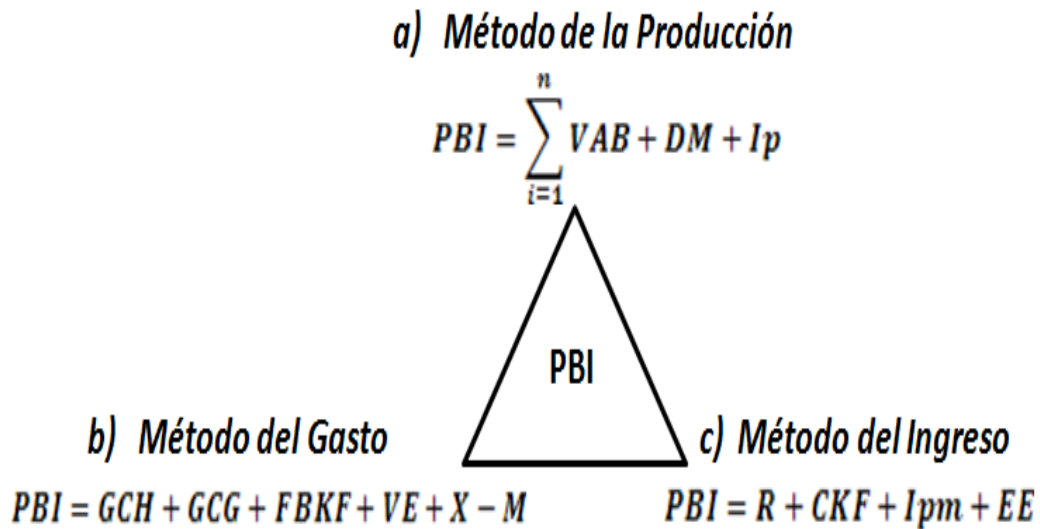 a) Método de la Producción
n
PBI = ∑ VAB + DM + Ip
i=1
PBI
b) Método del Gasto
c) Método del Ingreso
PBI = GCH + GCG + FBKF + VE + X − M
PBI = R + CKF + Ipm + EE